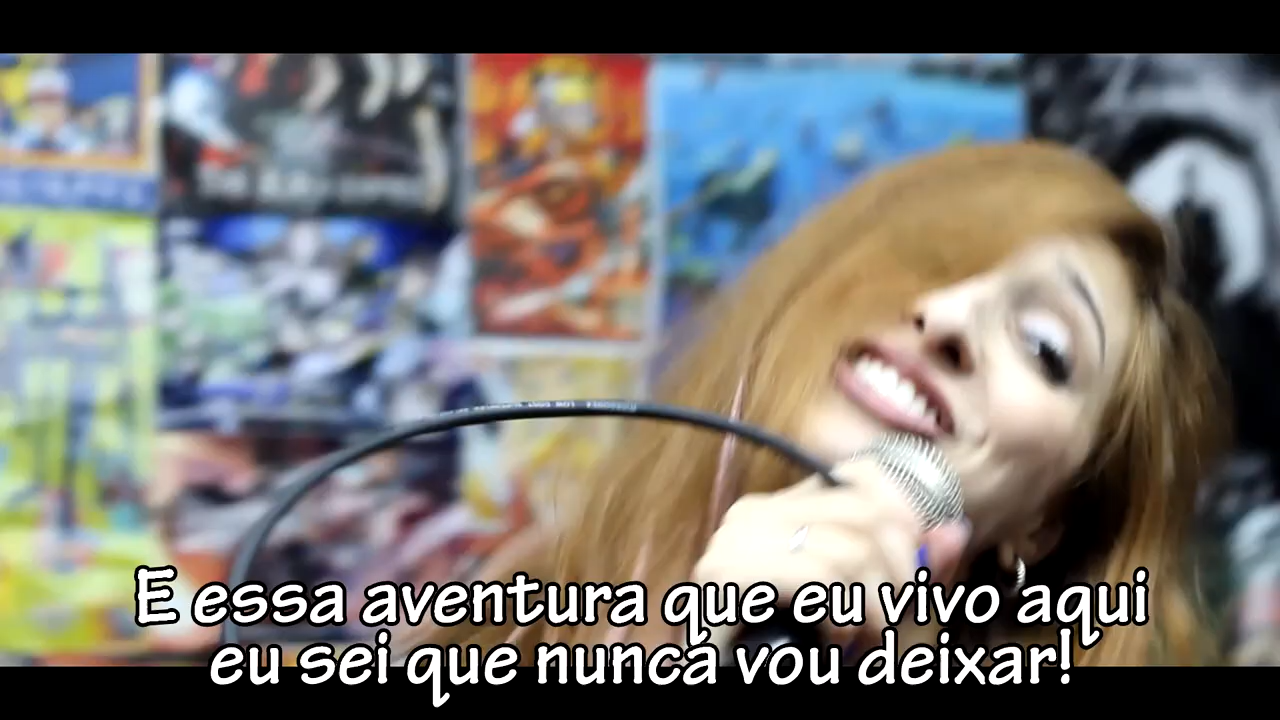 E essa aventura que eu vivo aqui
eu sei que nunca vou deixar!